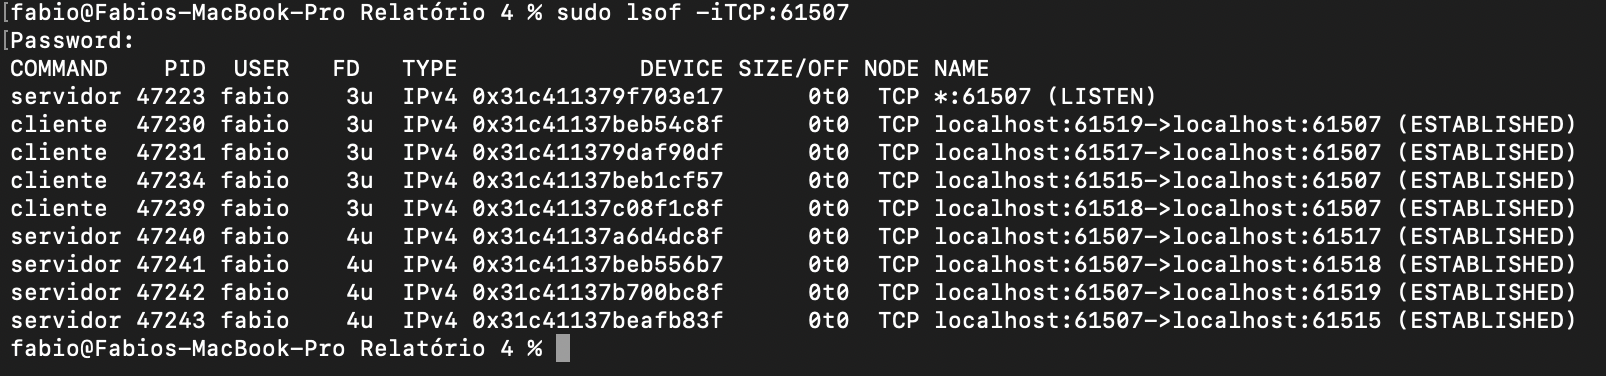 [fabio@Fabios-MacBook-Pro Relatório 4 % sudo lsof -iTCP:61507
[Password:
COMMAND    PID  USER   FD   TYPE             DEVICE SIZE/OFF NODE NAME
servidor 47223 fabio    3u  IPv4 0x31c411379f703e17      0t0  TCP *:61507 (LISTEN)
cliente  47230 fabio    3u  IPv4 0x31c41137beb54c8f      0t0  TCP localhost:61519->localhost:61507 (ESTABLISHED)
cliente  47231 fabio    3u  IPv4 0x31c411379daf90df      0t0  TCP localhost:61517->localhost:61507 (ESTABLISHED)
cliente  47234 fabio    3u  IPv4 0x31c41137beb1cf57      0t0  TCP localhost:61515->localhost:61507 (ESTABLISHED)
cliente  47239 fabio    3u  IPv4 0x31c41137c08f1c8f      0t0  TCP localhost:61518->localhost:61507 (ESTABLISHED)
servidor 47240 fabio    4u  IPv4 0x31c41137a6d4dc8f      0t0  TCP localhost:61507->localhost:61517 (ESTABLISHED)
servidor 47241 fabio    4u  IPv4 0x31c41137beb556b7      0t0  TCP localhost:61507->localhost:61518 (ESTABLISHED)
servidor 47242 fabio    4u  IPv4 0x31c41137b700bc8f      0t0  TCP localhost:61507->localhost:61519 (ESTABLISHED)
servidor 47243 fabio    4u  IPv4 0x31c41137beafb83f      0t0  TCP localhost:61507->localhost:61515 (ESTABLISHED)
fabio@Fabios-MacBook-Pro Relatório 4 %